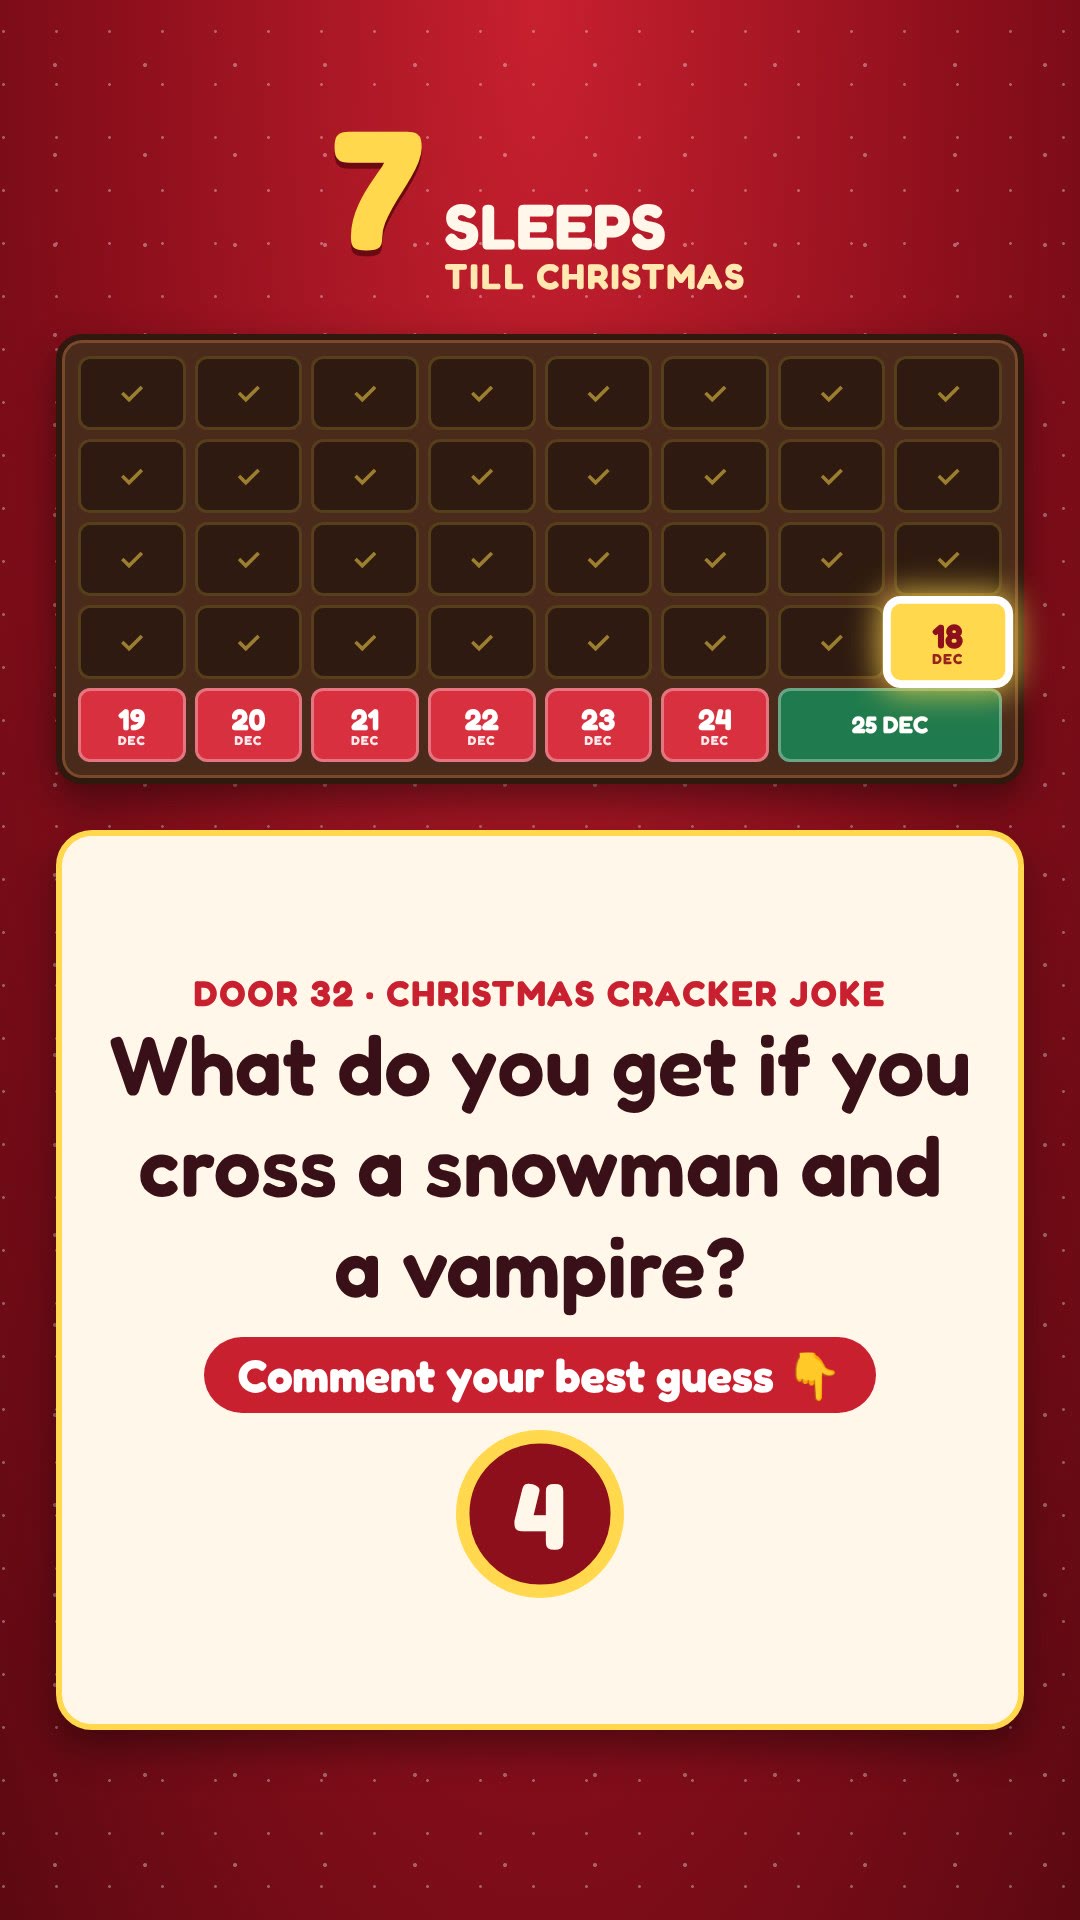 7 SLEEPS
TILL CHRISTMAS
18
DEC
19 DEC
20 DEC
21 DEC
22 DEC
23 DEC
24 DEC
25 DEC
DOOR 32 · CHRISTMAS CRACKER JOKE
What do you get if you
cross a snowman and
a vampire?
Comment your best guess 👇
4